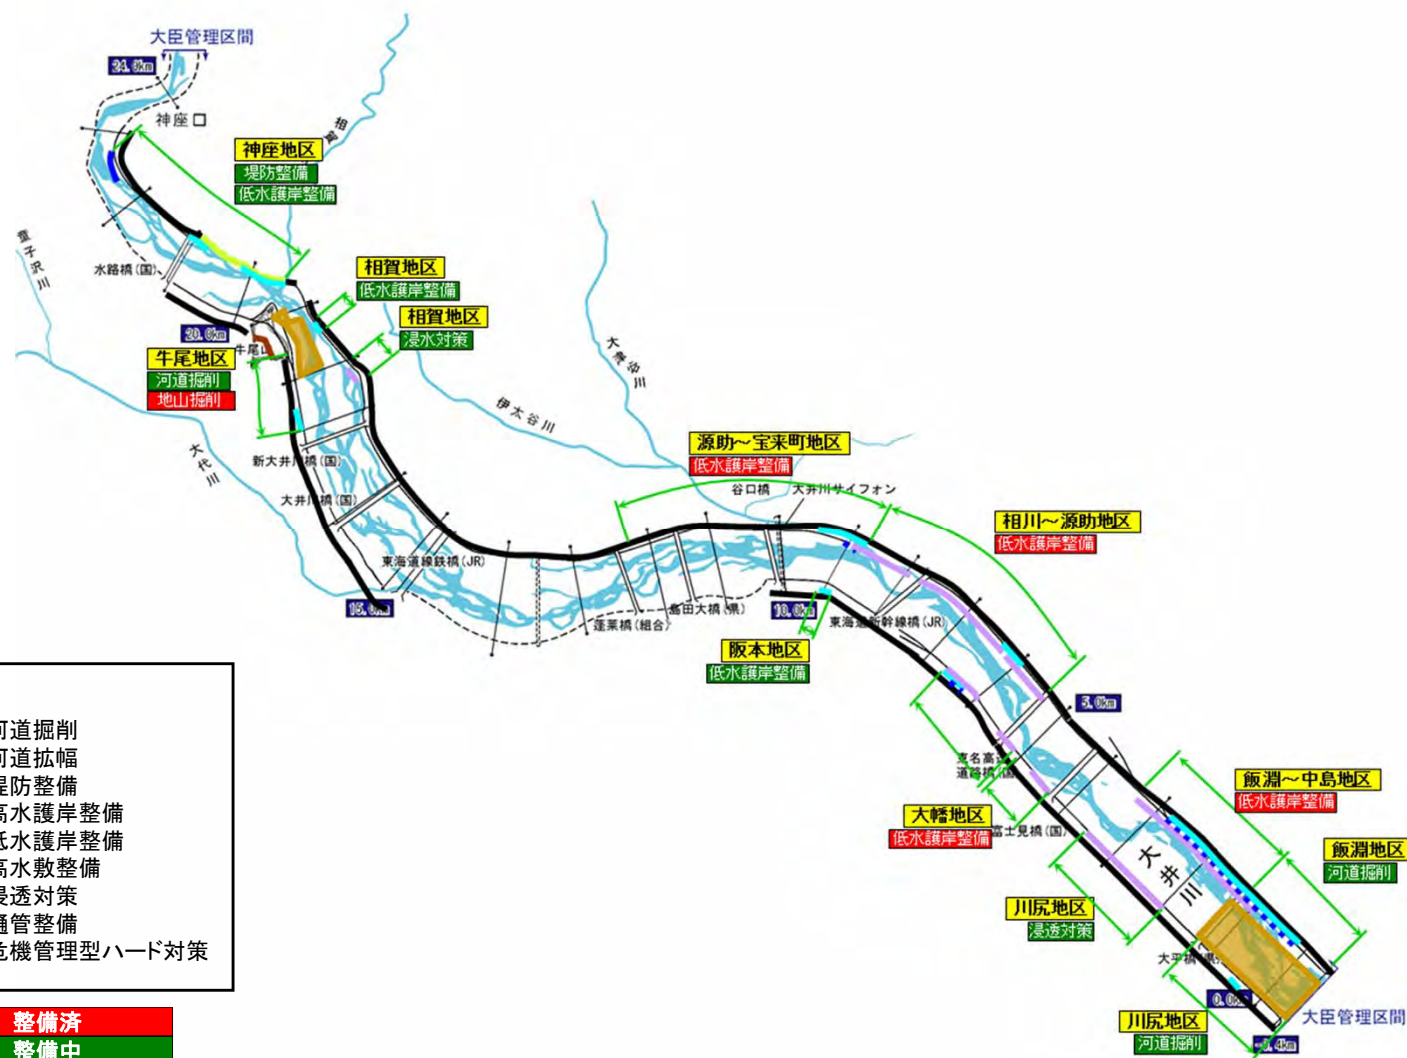 大臣管理区間
24.0km
神座口
相賀
神座地区
堤防整備
低水護岸整備
童子沢川
水路橋(国)
相賀地区
低水護岸整備
相賀地区
浸水対策
20.0km
牛尾山
牛尾地区
河道掘削
地山掘削
大津谷川
伊太谷川
大代川
新大井川橋(国)
大井川橋(国)
東海道線鉄橋(JR)
15.0km
源助～宝来町地区
低水護岸整備
谷口橋
大井川サイフォン
相川～源助地区
低水護岸整備
蓬莱橋(組合)
島田大橋(県)
10.0km
東海道新幹線橋(JR)
阪本地区
低水護岸整備
5.0km
東名高速
道路橋(国)
大幡地区
低水護岸整備
富士見橋(国)
飯淵～中島地区
低水護岸整備
飯淵地区
河道掘削
大井川
川尻地区
浸透対策
大平橋(県)
0.0km
川尻地区
河道掘削
-0.4km
大臣管理区間
河道掘削
河道拡幅
堤防整備
高水護岸整備
低水護岸整備
高水敷整備
浸透対策
樋管整備
危機管理型ハード対策
整備済
整備中